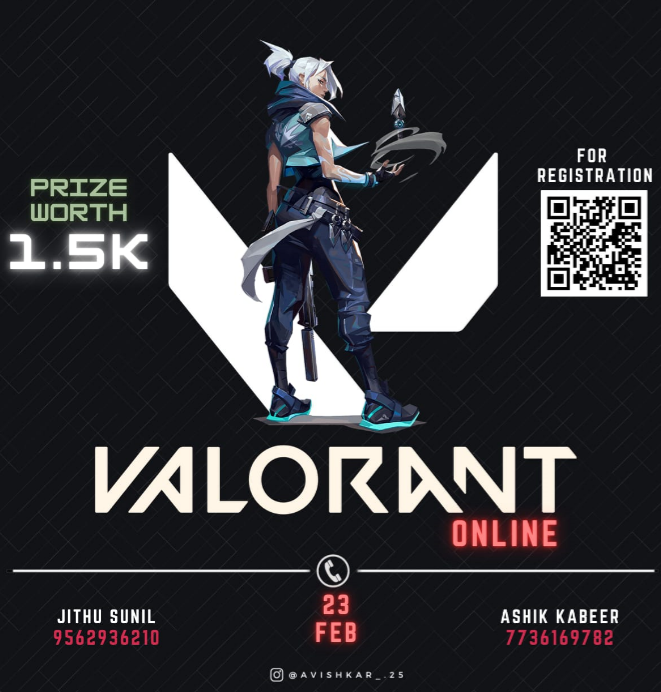 PRIZE
WORTH
1.5K
FOR
REGISTRATION
VALORANT
ONLINE
23
FEB
JITHU SUNIL
9562936210
ASHIK KABEER
7736169782
@AVISHKAR_.25